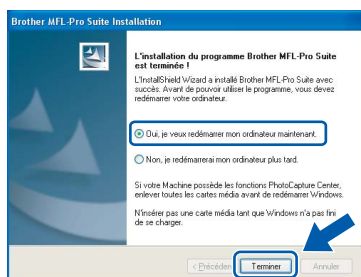 Brother MFL-Pro Suite Installation
L'installation du programme Brother MFL-Pro Suite
est terminée !
L'InstallShield Wizard a installé Brother MFL-Pro Suite avec
succès. Avant de pouvoir utiliser le programme, vous devez
redémarrer votre ordinateur.
Oui, je veux redémarrer mon ordinateur maintenant.
Non, je redémarrerai mon ordinateur plus tard.
Si votre Machine possède les fonctions PhotoCapture Center,
enlever toutes les cartes média avant de redémarrer Windows.
N'insérer pas une carte média tant que Windows n'a pas fini
de se charger.
< Précéden Terminer Annuler